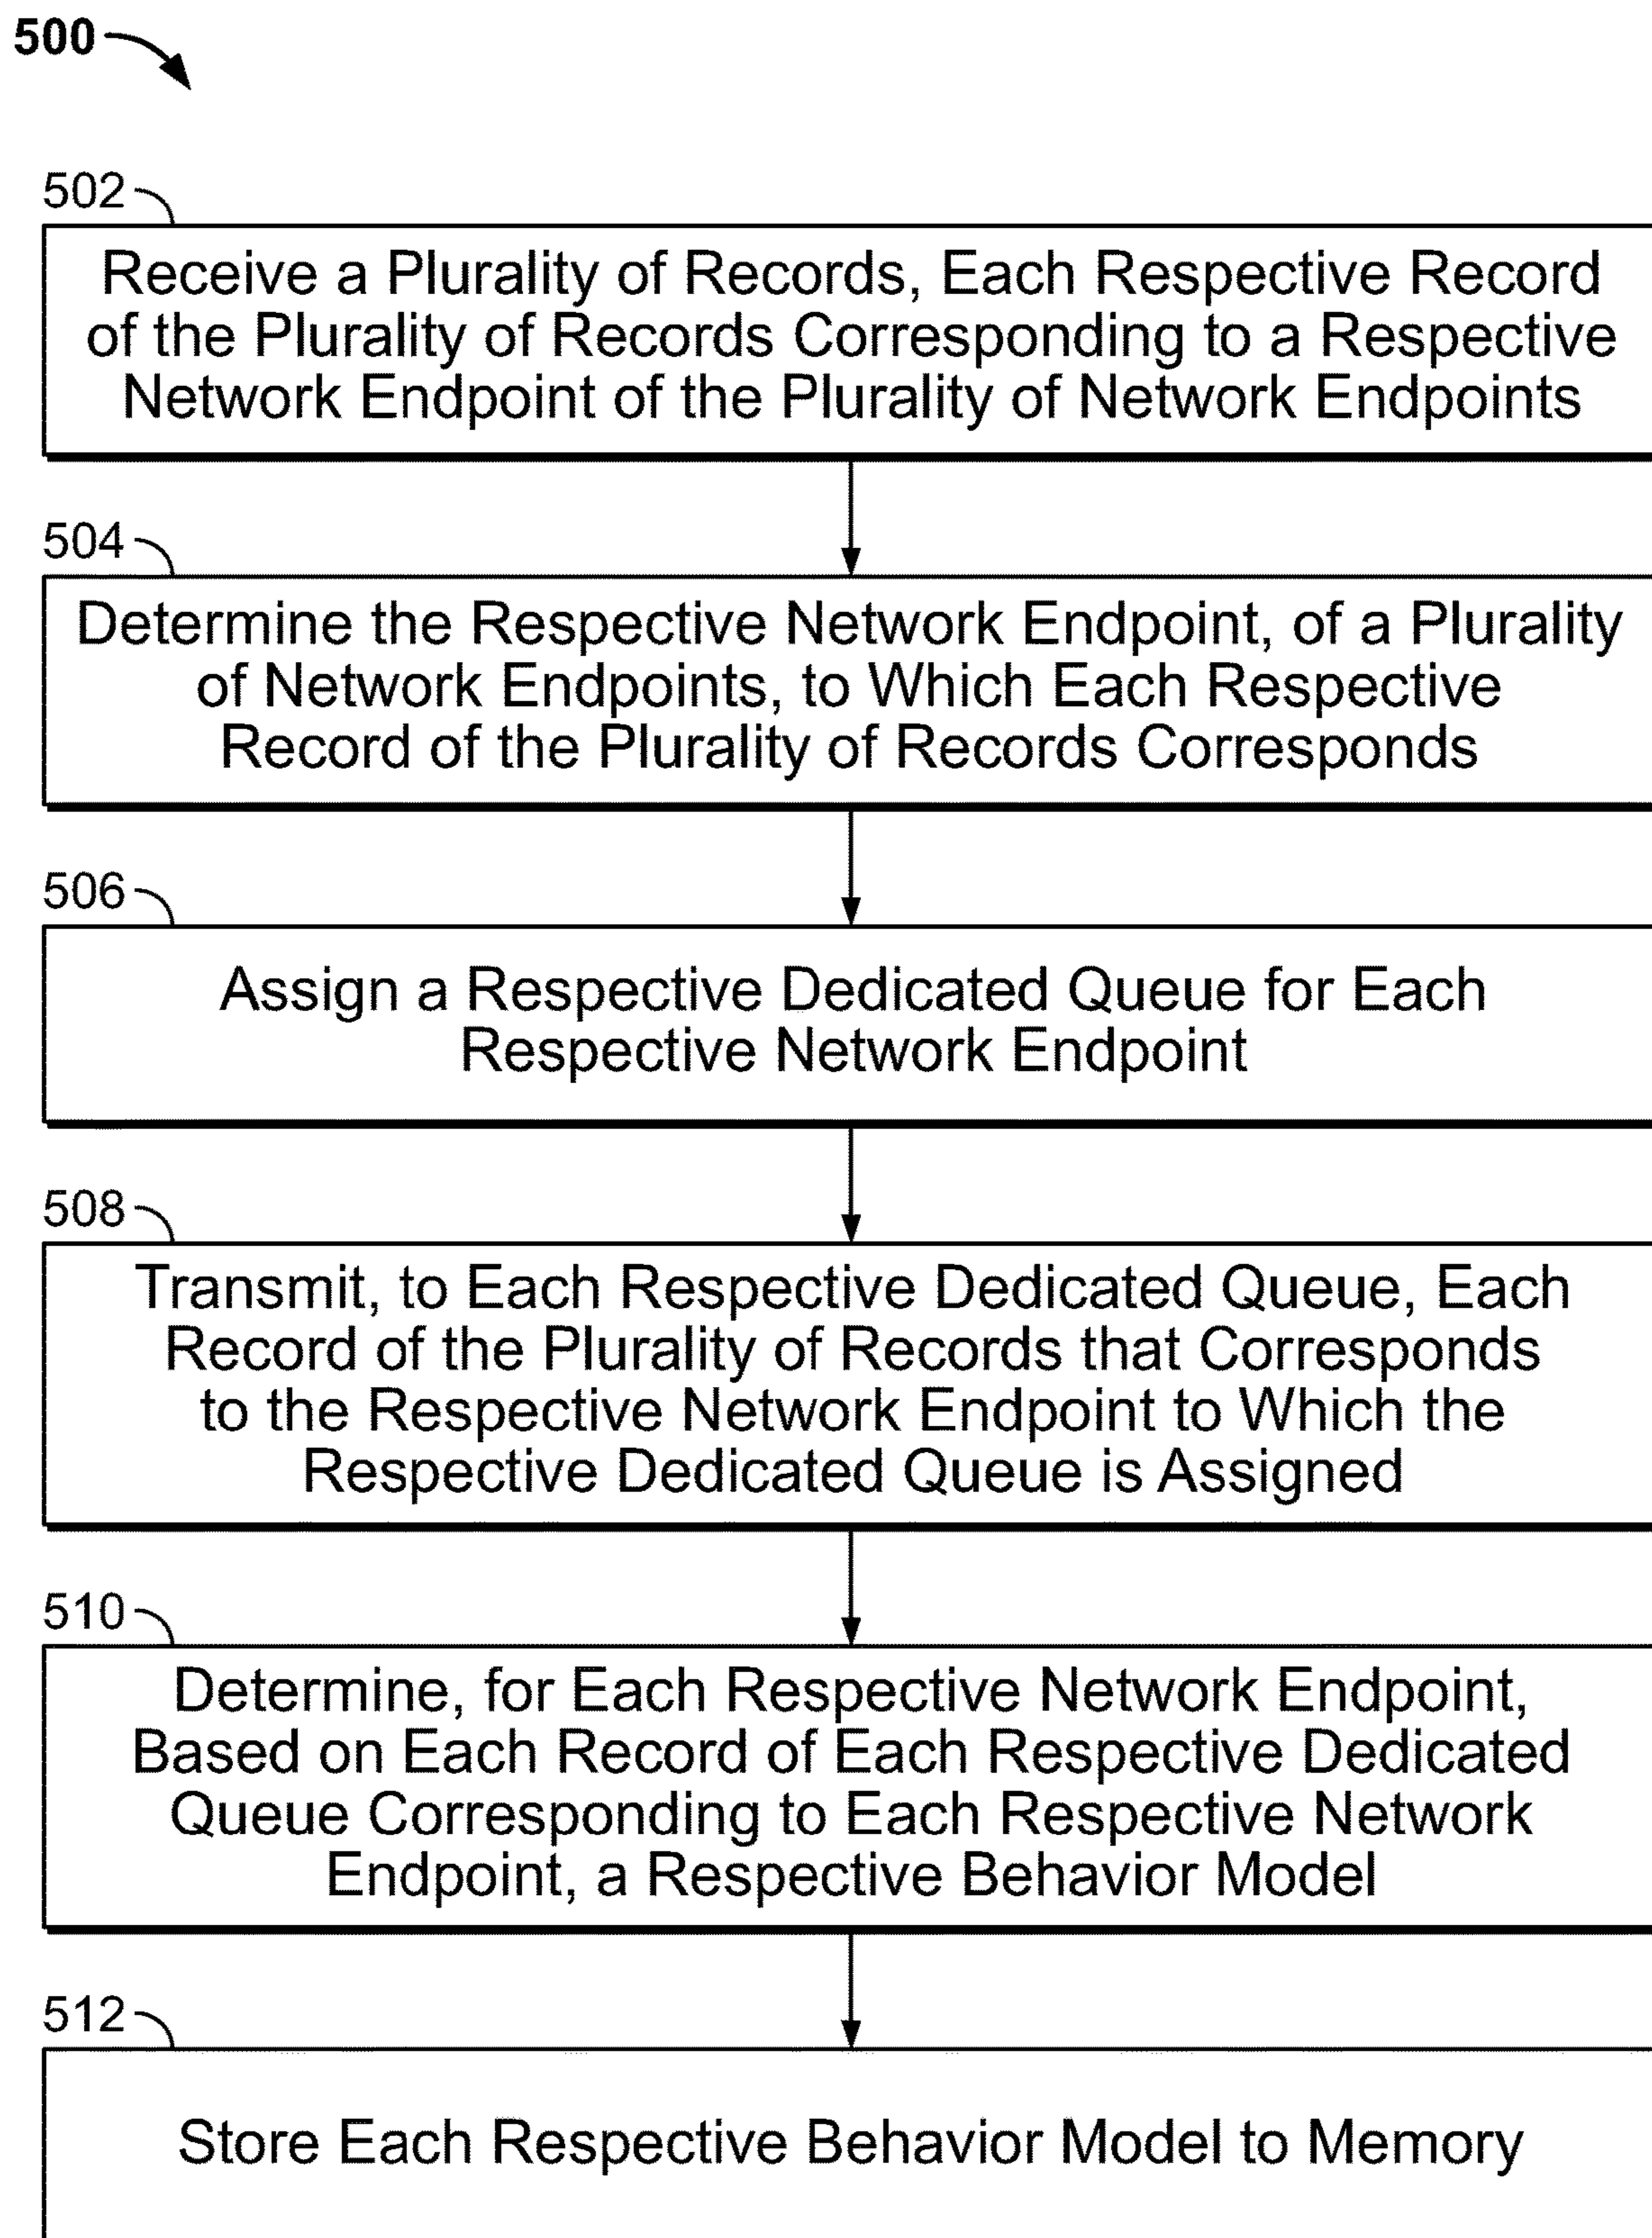 500
502
Receive a Plurality of Records, Each Respective Record
of the Plurality of Records Corresponding to a Respective
Network Endpoint of the Plurality of Network Endpoints
504
Determine the Respective Network Endpoint, of a Plurality
of Network Endpoints, to Which Each Respective
Record of the Plurality of Records Corresponds
506
Assign a Respective Dedicated Queue for Each
Respective Network Endpoint
508
Transmit, to Each Respective Dedicated Queue, Each
Record of the Plurality of Records that Corresponds
to the Respective Network Endpoint to Which the
Respective Dedicated Queue is Assigned
510
Determine, for Each Respective Network Endpoint,
Based on Each Record of Each Respective Dedicated
Queue Corresponding to Each Respective Network
Endpoint, a Respective Behavior Model
512
Store Each Respective Behavior Model to Memory